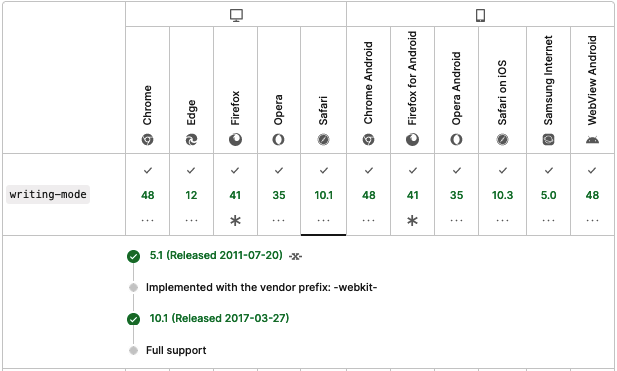 Chrome
Edge
Firefox
Opera
Safari
Chrome Android
Firefox for Android
Opera Android
Safari on iOS
Samsung Internet
WebView Android
writing-mode
✓ ✓ ✓ ✓ ✓ ✓ ✓ ✓ ✓ ✓ ✓
48 12 41 35 10.1 48 41 35 10.3 5.0 48
... ... * ... ... ... * ... ... ... ...
5.1 (Released 2011-07-20) -x-
Implemented with the vendor prefix: -webkit-
10.1 (Released 2017-03-27)
Full support